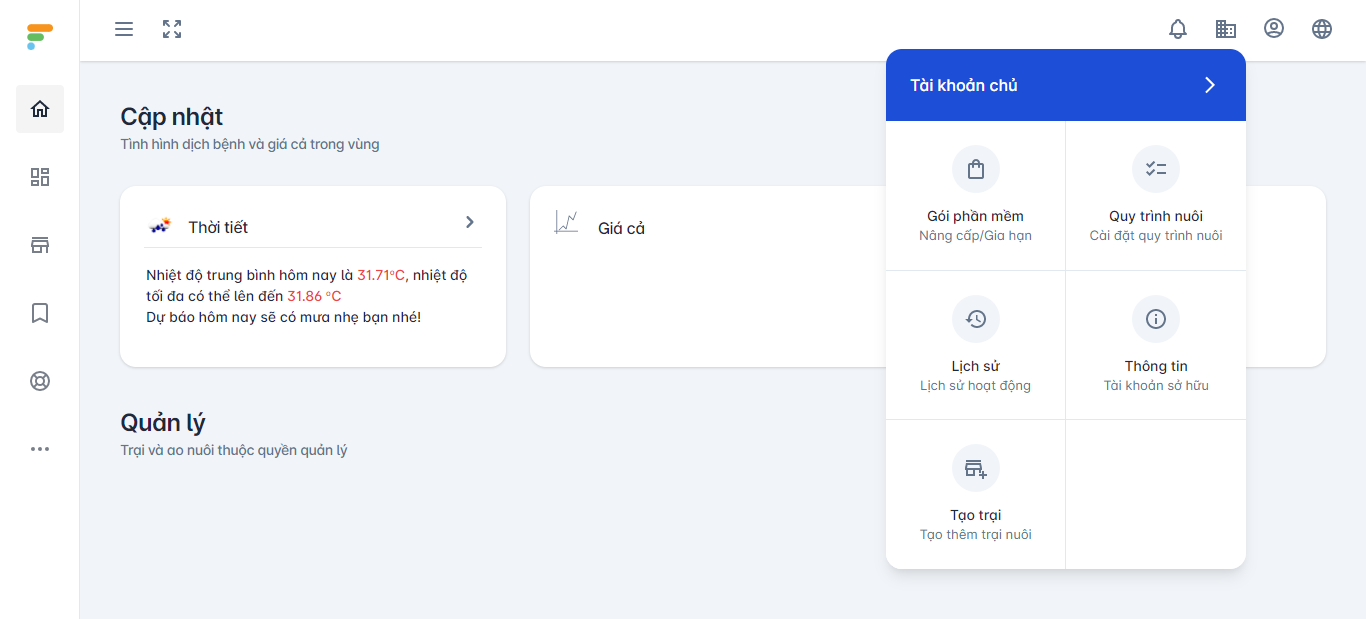 Cập nhật
Tình hình dịch bệnh và giá cả trong vùng
Thời tiết
Nhiệt độ trung bình hôm nay là 31.71°C, nhiệt độ
tối đa có thể lên đến 31.86 °C
Dự báo hôm nay sẽ có mưa nhẹ bạn nhé!
Giá cả
Quản lý
Trại và ao nuôi thuộc quyền quản lý
Tài khoản chủ
Gói phần mềm
Nâng cấp/Gia hạn
Quy trình nuôi
Cài đặt quy trình nuôi
Lịch sử
Lịch sử hoạt động
Thông tin
Tài khoản sở hữu
Tạo trại
Tạo thêm trại nuôi